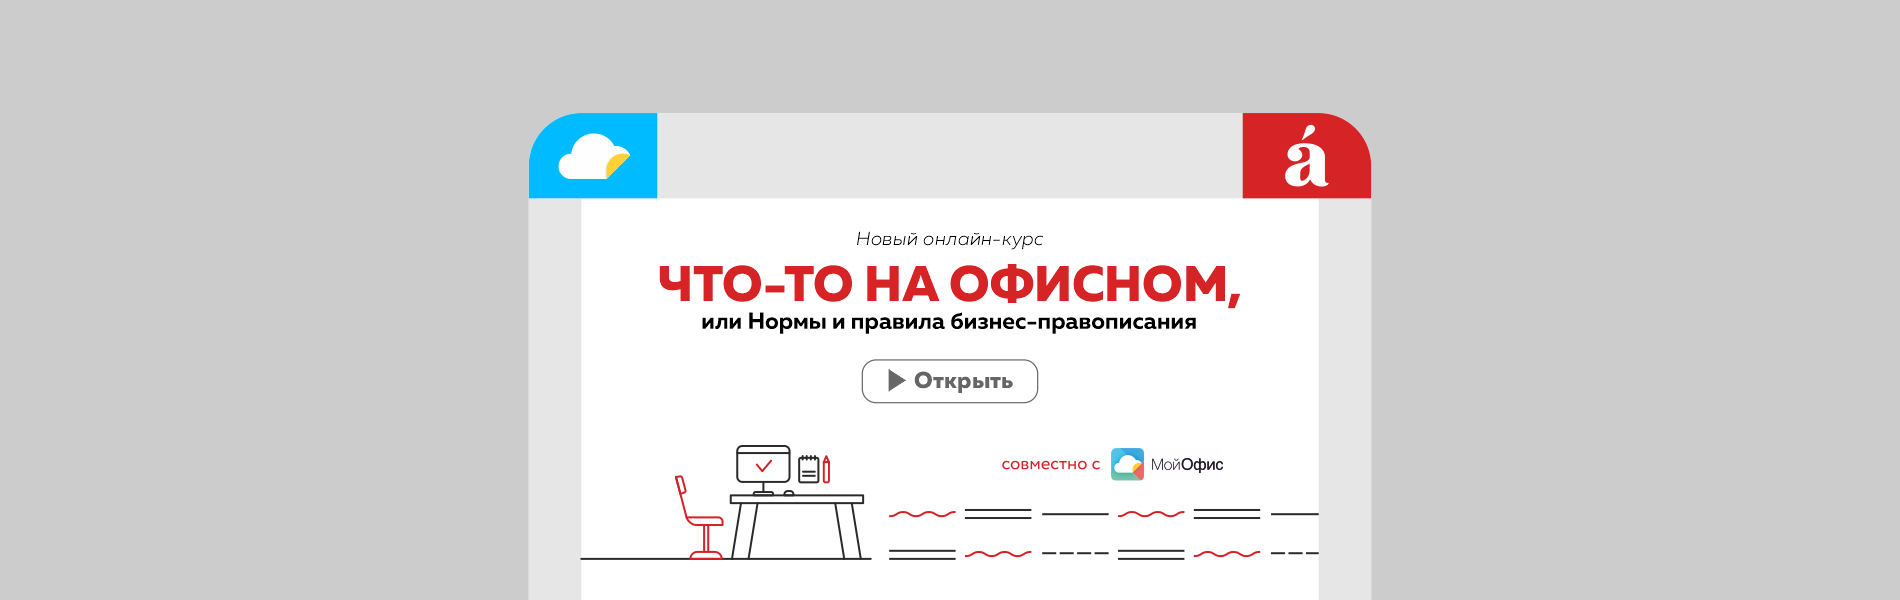 á
Новый онлайн-курс
ЧТО-ТО НА ОФИСНОМ,
или Нормы и правила бизнес-правописания
Открыть
совместно с МойОфис